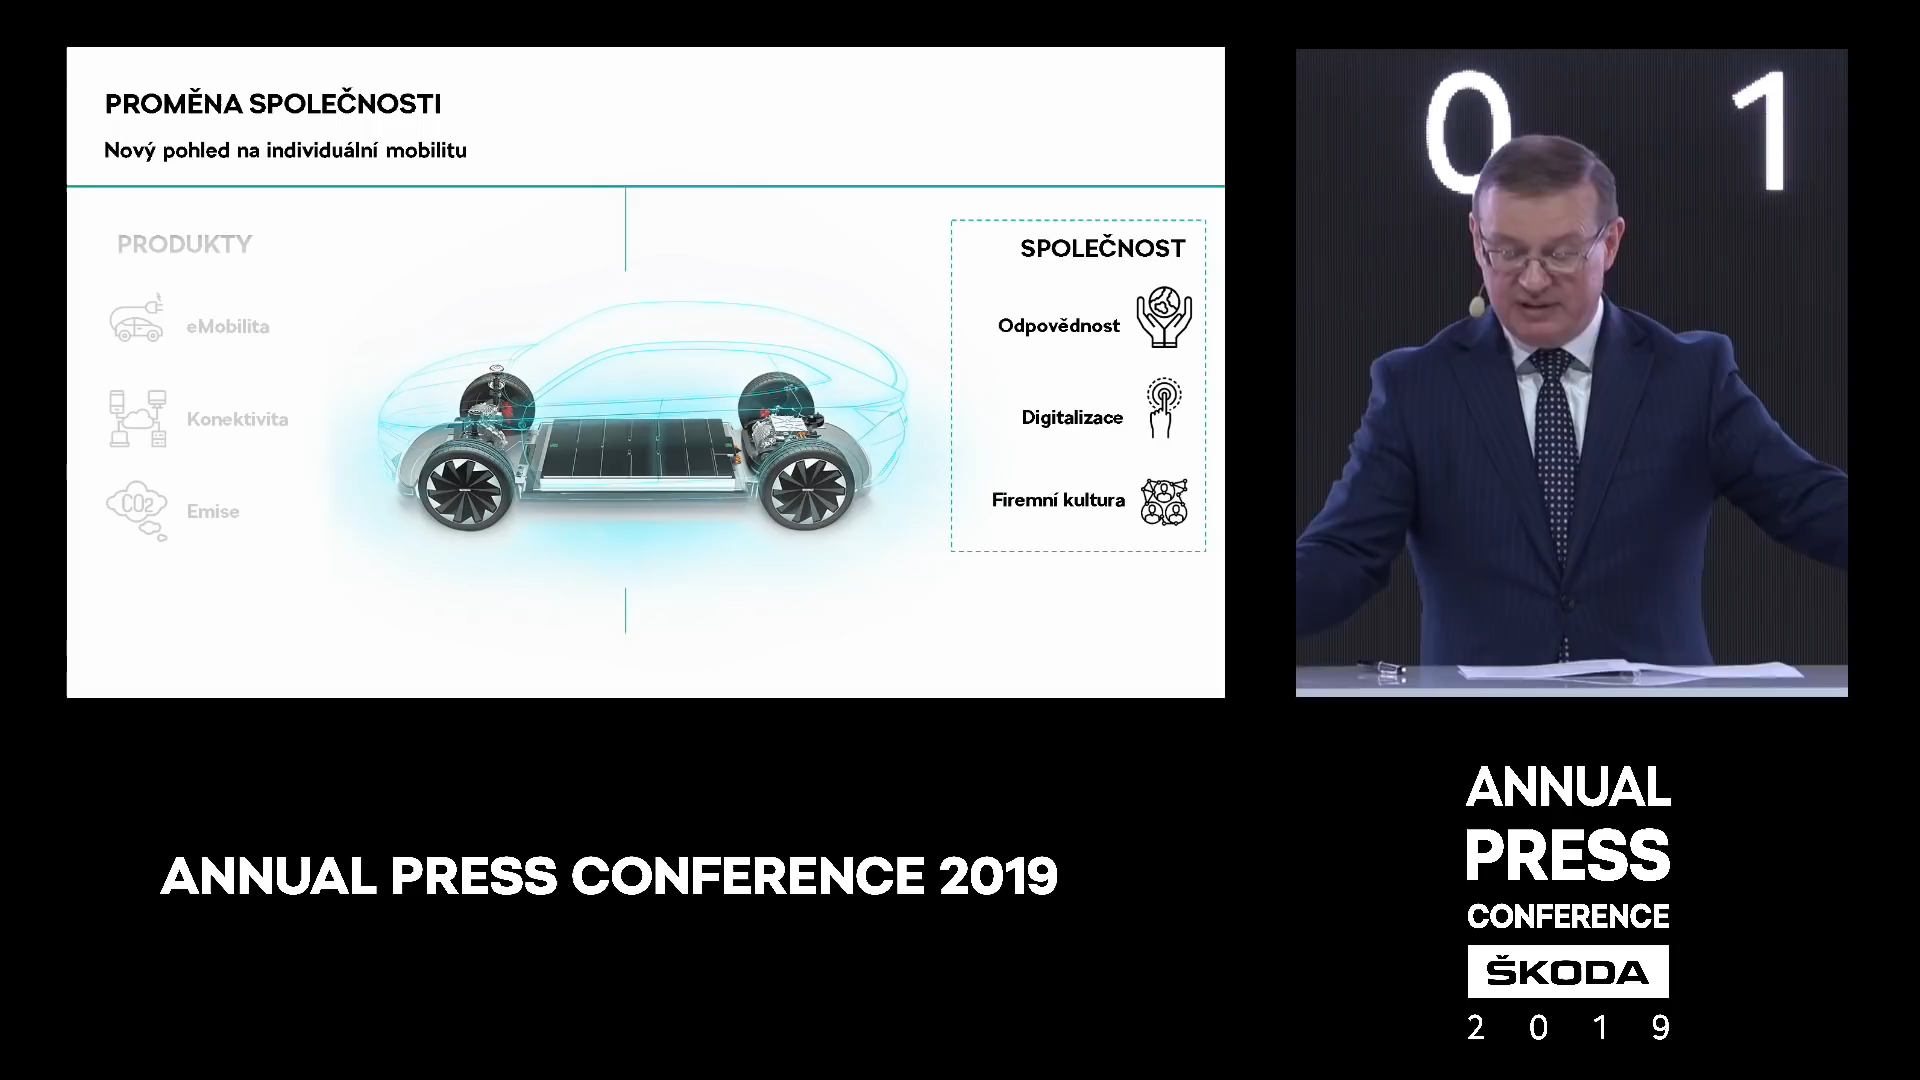 PROMĚNA SPOLEČNOSTI
Nový pohled na individuální mobilitu
PRODUKTY
eMobilita
Konektivita
CO2
Emise
SPOLEČNOST
Odpovědnost
Digitalizace
Firemní kultura
0 1
ANNUAL PRESS CONFERENCE 2019
ANNUAL
PRESS
CONFERENCE
ŠKODA
2 0 1 9